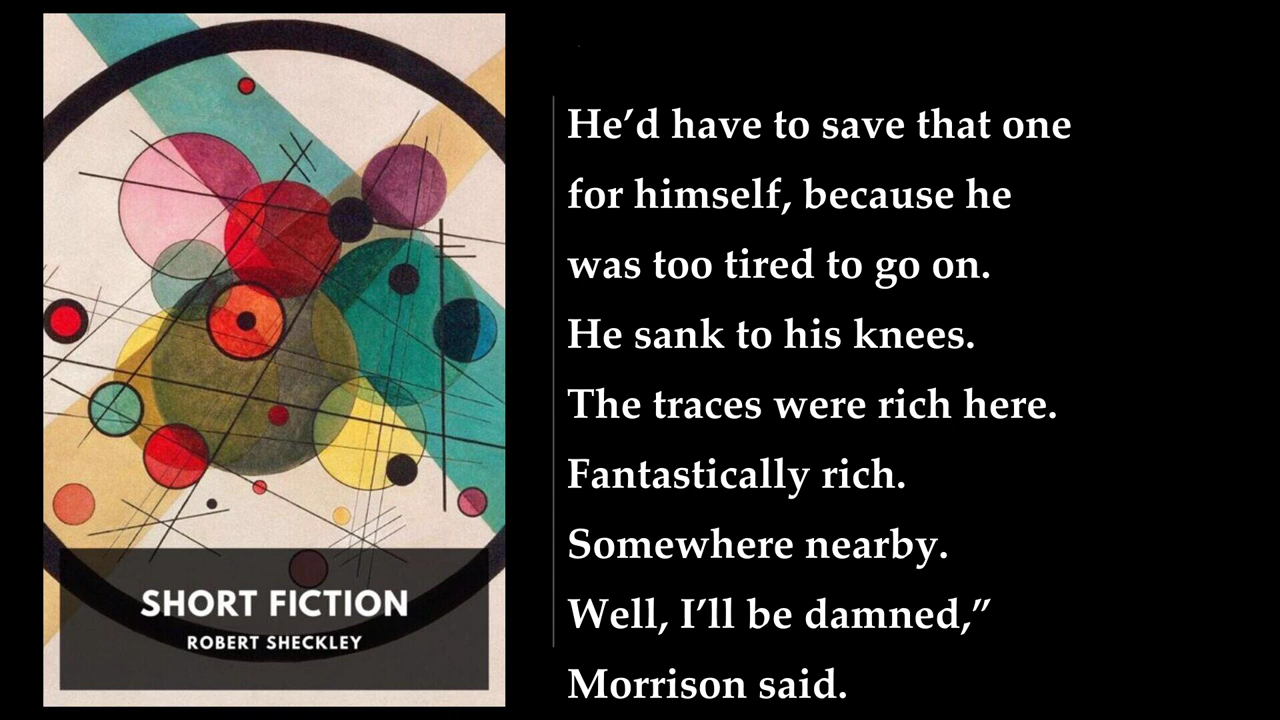 SHORT FICTION
ROBERT SHECKLEY
He’d have to save that one
for himself, because he
was too tired to go on.
He sank to his knees.
The traces were rich here.
Fantastically rich.
Somewhere nearby.
Well, I’ll be damned,”
Morrison said.